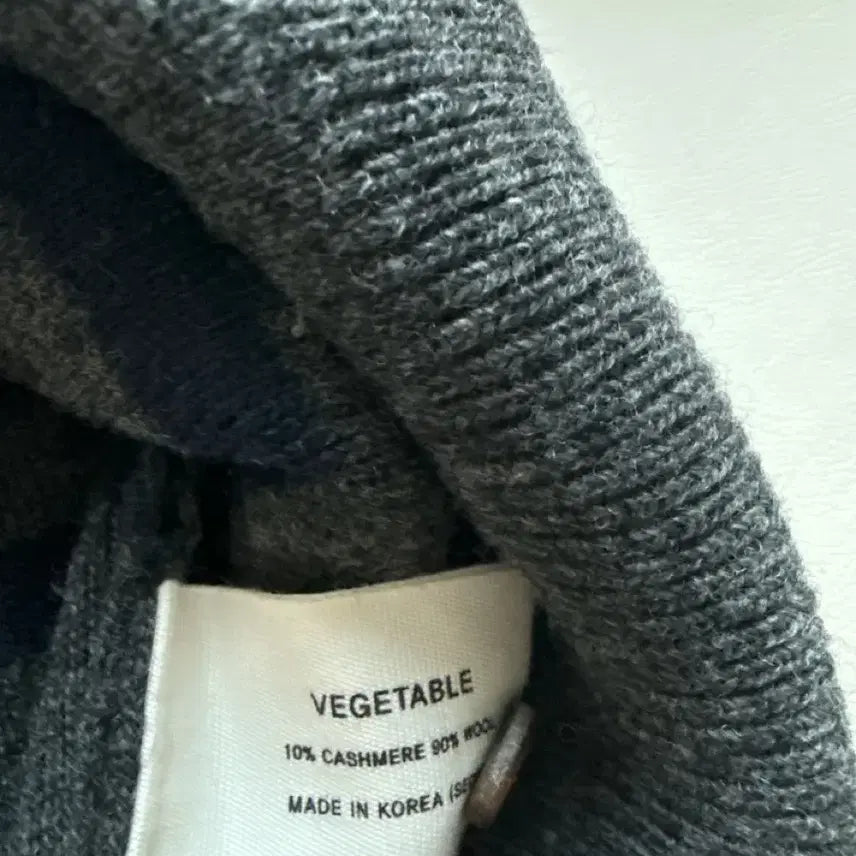 VEGETABLE
10% CASHMERE 90% WOOL
MADE IN KOREA